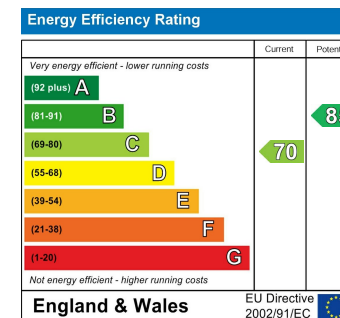 Energy Efficiency Rating
Current
Very energy efficient - lower running costs
(92 plus) A
(81-91) B
(69-80) C
70
(55-68) D
(39-54) E
(21-38) F
(1-20) G
Not energy efficient - higher running costs
England & Wales
EU Directive
2002/91/EC